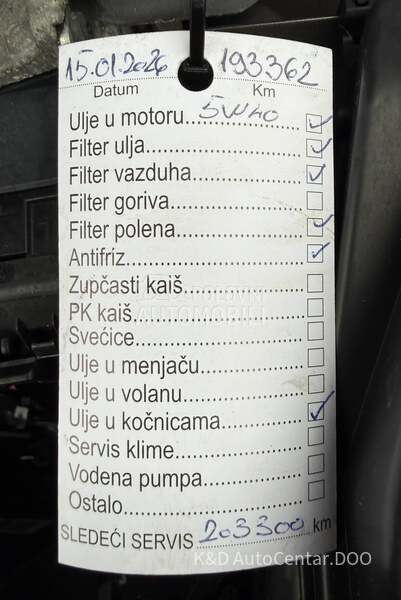 15.01.2026 193362
Datum Km
Ulje u motoru 5W40 ✓
Filter ulja ✓
Filter vazduha ✓
Filter goriva ☐
Filter polena ✓
Antifriz ✓
Zupčasti kaiš ☐
PK kaiš ☐
Svećice ☐
Ulje u menjaču ☐
Ulje u volanu ☐
Ulje u kočnicama ✓
Servis klime ☐
Vodena pumpa ☐
Ostalo ☐
SLEDEĆI SERVIS 203300 km
POLOVNI
AUTOMOBILI
K&D AutoCentar.DOO